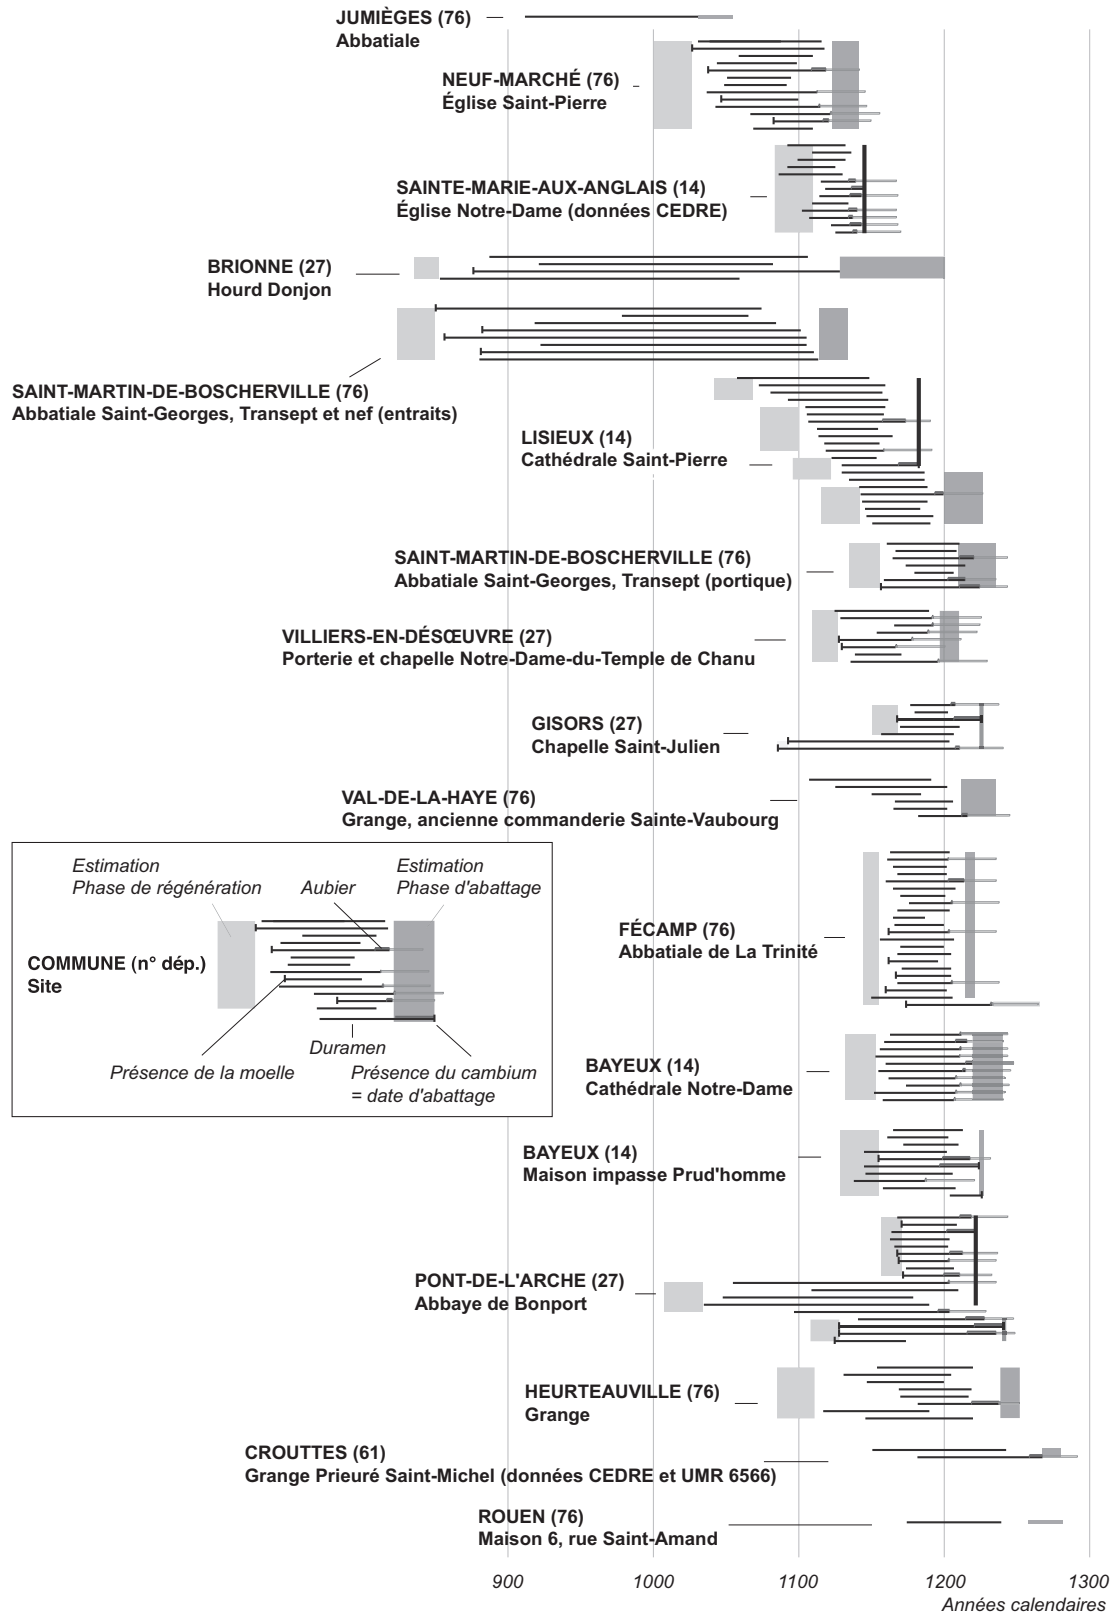 JUMIÈGES (76)
Abbatiale
NEUF-MARCHÉ (76)
Église Saint-Pierre
SAINTE-MARIE-AUX-ANGLAIS (14)
Église Notre-Dame (données CEDRE)
BRIONNE (27)
Hourd Donjon
SAINT-MARTIN-DE-BOSCHERVILLE (76)
Abbatiale Saint-Georges, Transept et nef (entraits)
LISIEUX (14)
Cathédrale Saint-Pierre
SAINT-MARTIN-DE-BOSCHERVILLE (76)
Abbatiale Saint-Georges, Transept (portique)
VILLIERS-EN-DÉSŒUVRE (27)
Porterie et chapelle Notre-Dame-du-Temple de Chanu
GISORS (27)
Chapelle Saint-Julien
VAL-DE-LA-HAYE (76)
Grange, ancienne commanderie Sainte-Vaubourg
Estimation
Phase de régénération
Aubier
Estimation
Phase d'abattage
COMMUNE (n° dép.)
Site
Duramen
Présence de la moelle
Présence du cambium
= date d'abattage
FÉCAMP (76)
Abbatiale de La Trinité
BAYEUX (14)
Cathédrale Notre-Dame
BAYEUX (14)
Maison impasse Prud'homme
PONT-DE-L'ARCHE (27)
Abbaye de Bonport
HEURTEAUVILLE (76)
Grange
CROUTTES (61)
Grange Prieuré Saint-Michel (données CEDRE et UMR 6566)
ROUEN (76)
Maison 6, rue Saint-Amand
900 1000 1100 1200 1300
Années calendaires